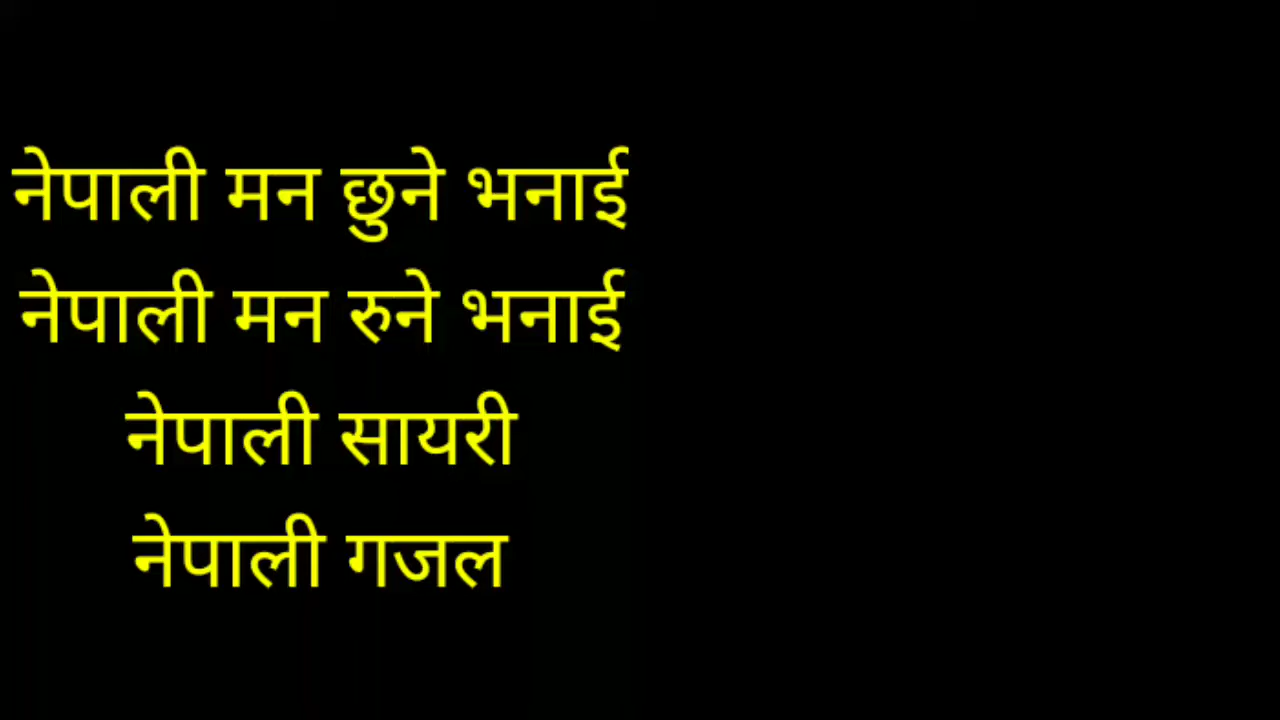 नेपाली मन छुने भनाई
नेपाली मन रुने भनाई
नेपाली सायरी
नेपाली गजल